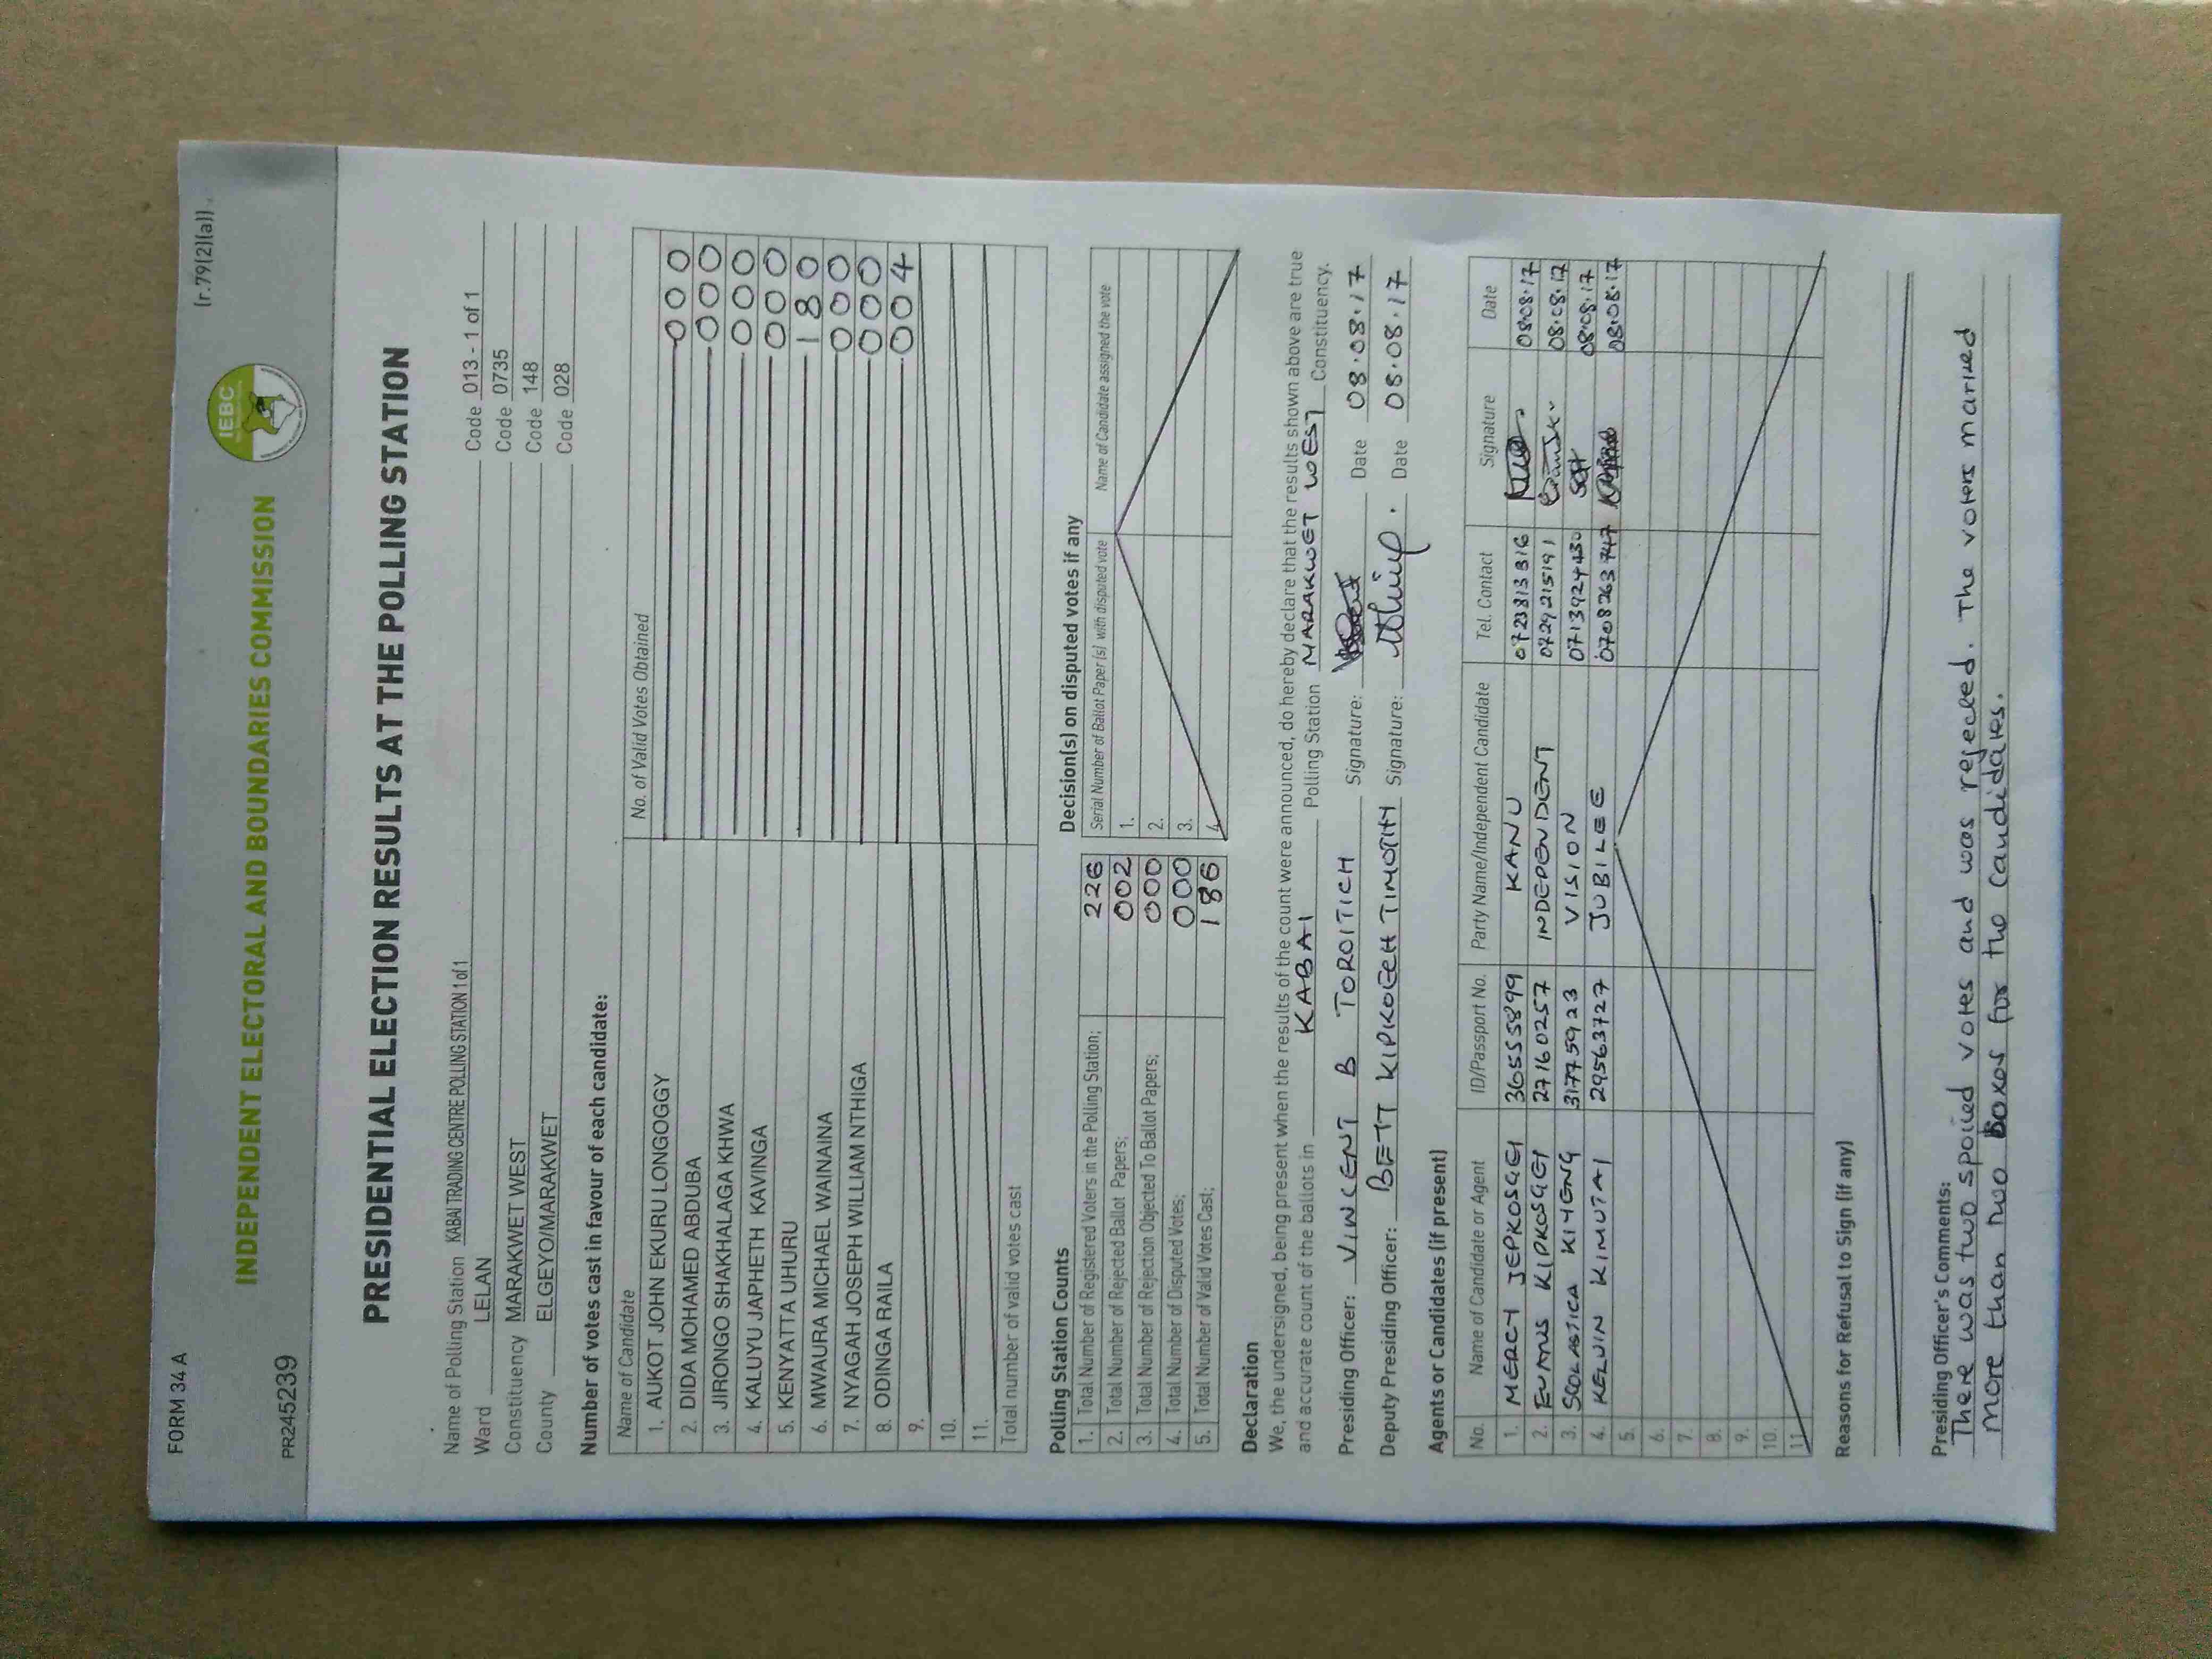 FORM 34 A
(r.79(2)(a))
IEBC
INDEPENDENT ELECTORAL AND BOUNDARIES COMMISSION
PR245239
PRESIDENTIAL ELECTION RESULTS AT THE POLLING STATION
Name of Polling Station KABAI TRADING CENTRE POLLING STATION 1 of 1 Code 013 - 1 of 1
Ward LELAN Code 0735
Constituency MARAKWET WEST Code 148
County ELGEYO/MARAKWET Code 028
Number of votes cast in favour of each candidate:
Name of Candidate No. of Valid Votes Obtained
1. AUKOT JOHN EKURU LONGOGGY 000
2. DIDA MOHAMED ABDUBA 000
3. JIRONGO SHAKHALAGA KHWA 000
4. KALUYU JAPHETH KAVINGA 000
5. KENYATTA UHURU 180
6. MWAURA MICHAEL WAINAINA 000
7. NYAGAH JOSEPH WILLIAM NTHIGA 000
8. ODINGA RAILA 004
9.
10.
11.
Total number of valid votes cast
Polling Station Counts
1. Total Number of Registered Voters in the Polling Station; 226
2. Total Number of Rejected Ballot Papers; 002
3. Total Number of Rejection Objected To Ballot Papers; 000
4. Total Number of Disputed Votes; 000
5. Total Number of Valid Votes Cast; 186
Decision(s) on disputed votes if any
Serial Number of Ballot Paper (s) with disputed vote Name of Candidate assigned the vote
1.
2.
3.
4.
Declaration
We, the undersigned, being present when the results of the count were announced, do hereby declare that the results shown above are true
and accurate count of the ballots in KABAI Polling Station MARAKWET WEST Constituency.
Presiding Officer: VINCENT B TOROITICH Signature: Date 08.08.17
Deputy Presiding Officer: BETT KIPKOECH TIMOTHY Signature: Date 08.08.17
Agents or Candidates (if present)
No. Name of Candidate or Agent ID/Passport No. Party Name/Independent Candidate Tel. Contact Signature Date
1. MERCY JEPKOSGEI 36555899 KANU 0723813816 08.08.17
2. EVANS KIPKOSGEI 27160257 INDEPENDENT 0729215191 08.08.17
3. SCOLASTICA KIYENG 31775923 VISION 0713924430 08.08.17
4. KELVIN KIMUTAI 29563727 JUBILEE 0708263747 08.08.17
5.
6.
7.
8.
9.
10.
11.
Reasons for Refusal to Sign (if any)
Presiding Officer's Comments:
There was two spoied votes and was rejected. The voters married
more than two Boxes for the candidates.